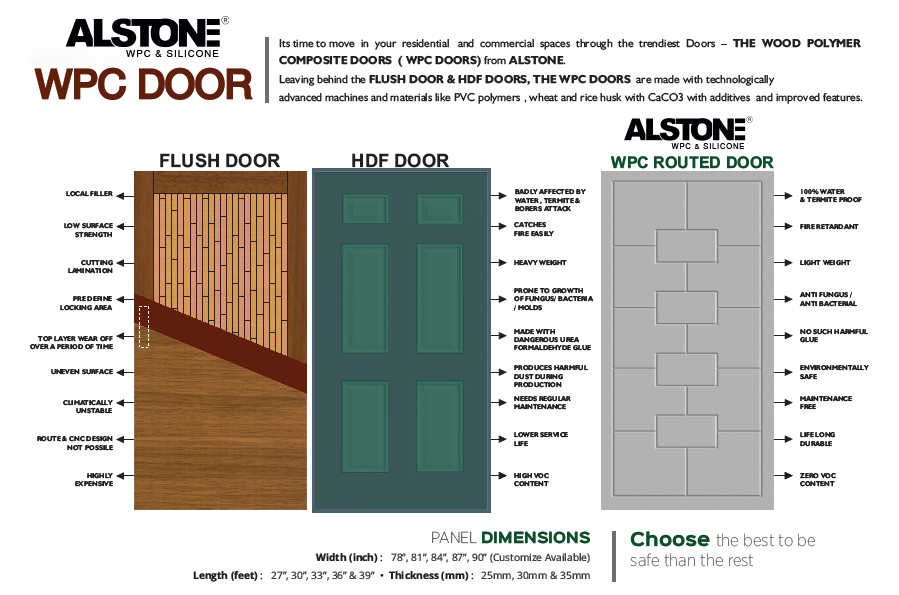 ALSTONE®
WPC & SILICONE
WPC DOOR
Its time to move in your residential and commercial spaces through the trendiest Doors – THE WOOD POLYMER
COMPOSITE DOORS ( WPC DOORS) from ALSTONE.
Leaving behind the FLUSH DOOR & HDF DOORS, THE WPC DOORS are made with technologically
advanced machines and materials like PVC polymers , wheat and rice husk with CaCO3 with additives and improved features.
FLUSH DOOR
LOCAL FILLER
LOW SURFACE
STRENGTH
CUTTING
LAMINATION
PRE DEFINE
LOCKING AREA
TOP LAYER WEAR OFF
OVER A PERIOD OF TIME
UNEVEN SURFACE
CLIMATICALLY
UNSTABLE
ROUTE & CNC DESIGN
NOT POSSILE
HIGHLY
EXPENSIVE
HDF DOOR
BADLY AFFECTED BY
WATER , TERMITE &
BORERS ATTACK
CATCHES
FIRE EASILY
HEAVY WEIGHT
PRONE TO GROWTH
OF FUNGUS/ BACTERIA
/ MOLDS
MADE WITH
DANGEROUS UREA
FORMALDEHYDE GLUE
PRODUCES HARMFUL
DUST DURING
PRODUCTION
NEEDS REGULAR
MAINTENANCE
LOWER SERVICE
LIFE
HIGH VOC
CONTENT
ALSTONE®
WPC & SILICONE
WPC ROUTED DOOR
100% WATER
& TERMITE PROOF
FIRE RETARDANT
LIGHT WEIGHT
ANTI FUNGUS /
ANTI BACTERIAL
NO SUCH HARMFUL
GLUE
ENVIRONMENTALLY
SAFE
MAINTENANCE
FREE
LIFE LONG
DURABLE
ZERO VOC
CONTENT
PANEL DIMENSIONS
Width (inch) : 78”, 81”, 84”, 87”, 90” (Customize Available)
Length (feet) : 27”, 30”, 33”, 36” & 39” • Thickness (mm) : 25mm, 30mm & 35mm
Choose the best to be
safe than the rest